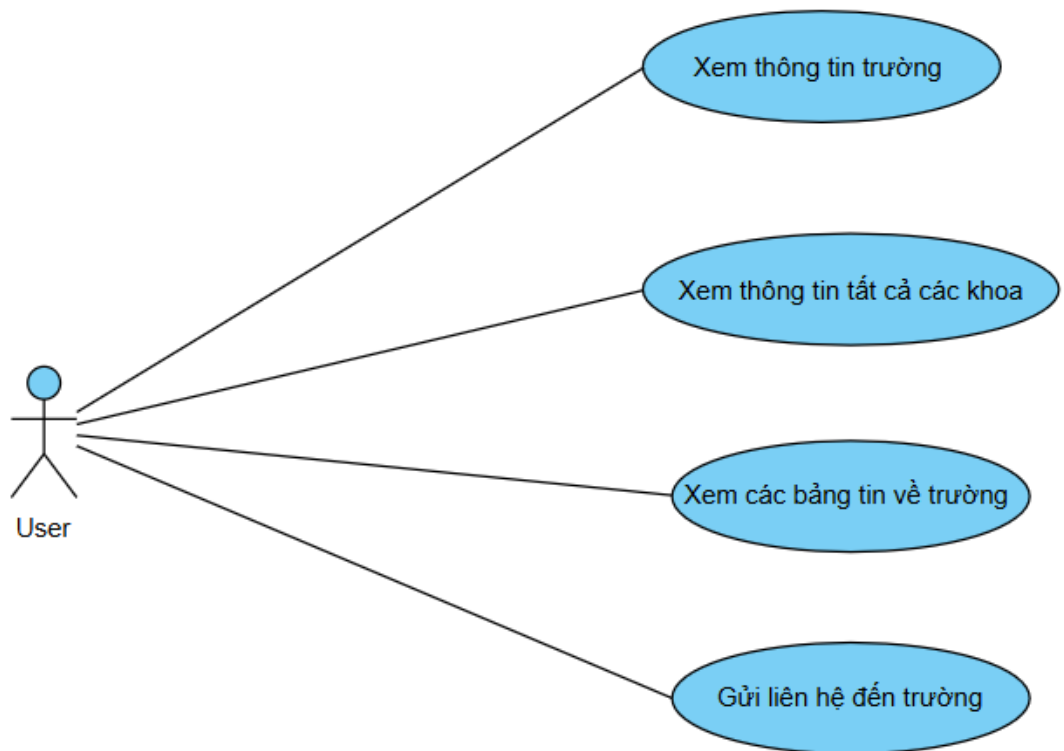 Xem thông tin trường
Xem thông tin tất cả các khoa
Xem các bảng tin về trường
User
Gửi liên hệ đến trường